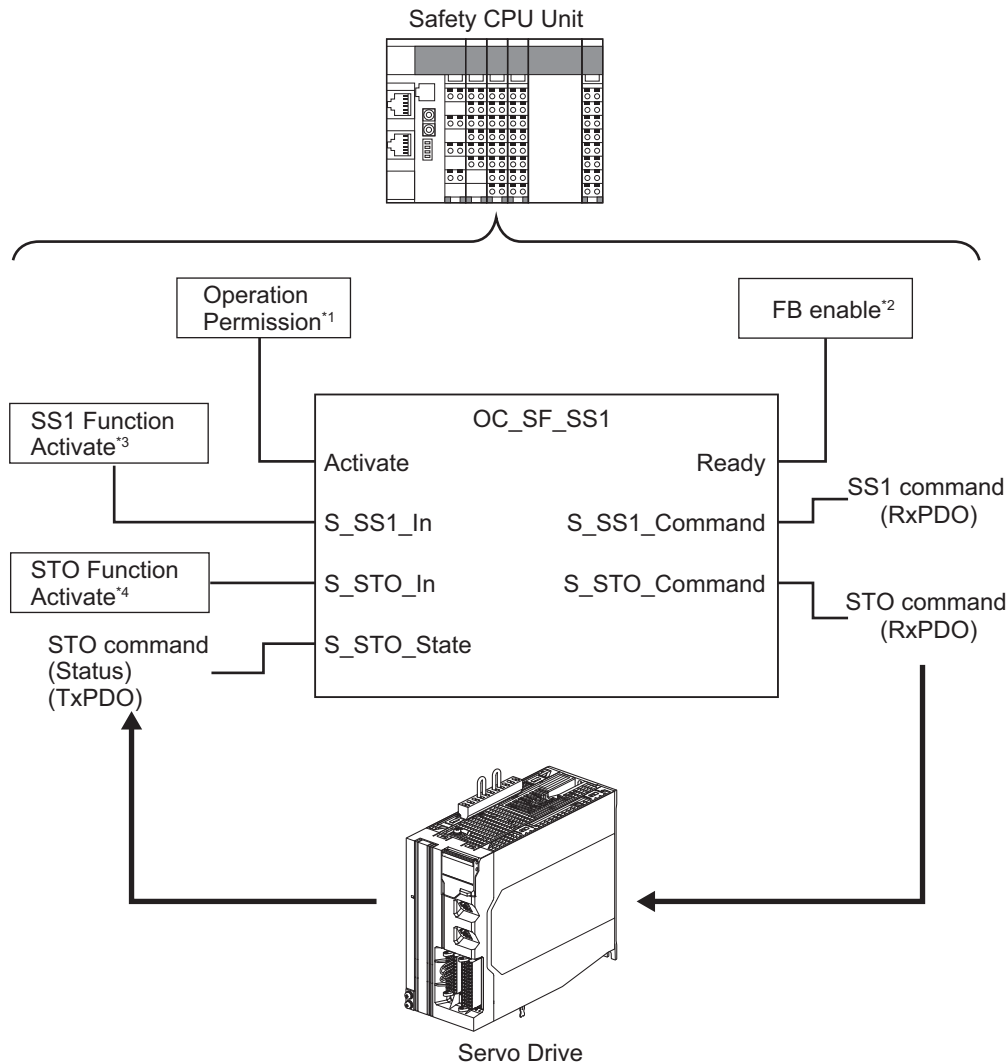 Safety CPU Unit
Operation
Permission*1
FB enable*2
OC_SF_SS1
SS1 Function
Activate*3
Activate
Ready
SS1 command
(RxPDO)
S_SS1_In
S_SS1_Command
STO Function
Activate*4
S_STO_In
S_STO_Command
STO command
(RxPDO)
STO command
(Status)
(TxPDO)
S_STO_State
Servo Drive